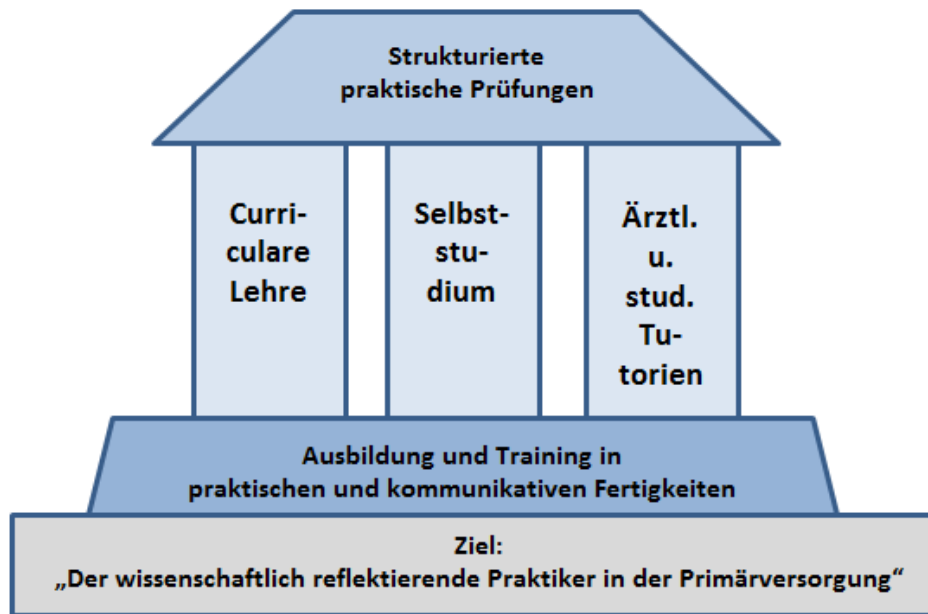 Strukturierte
praktische Prüfungen
Curri-
culare
Lehre
Selbst-
stu-
dium
Ärztl.
u.
stud.
Tu-
torien
Ausbildung und Training in
praktischen und kommunikativen Fertigkeiten
Ziel:
„Der wissenschaftlich reflektierende Praktiker in der Primärversorgung“